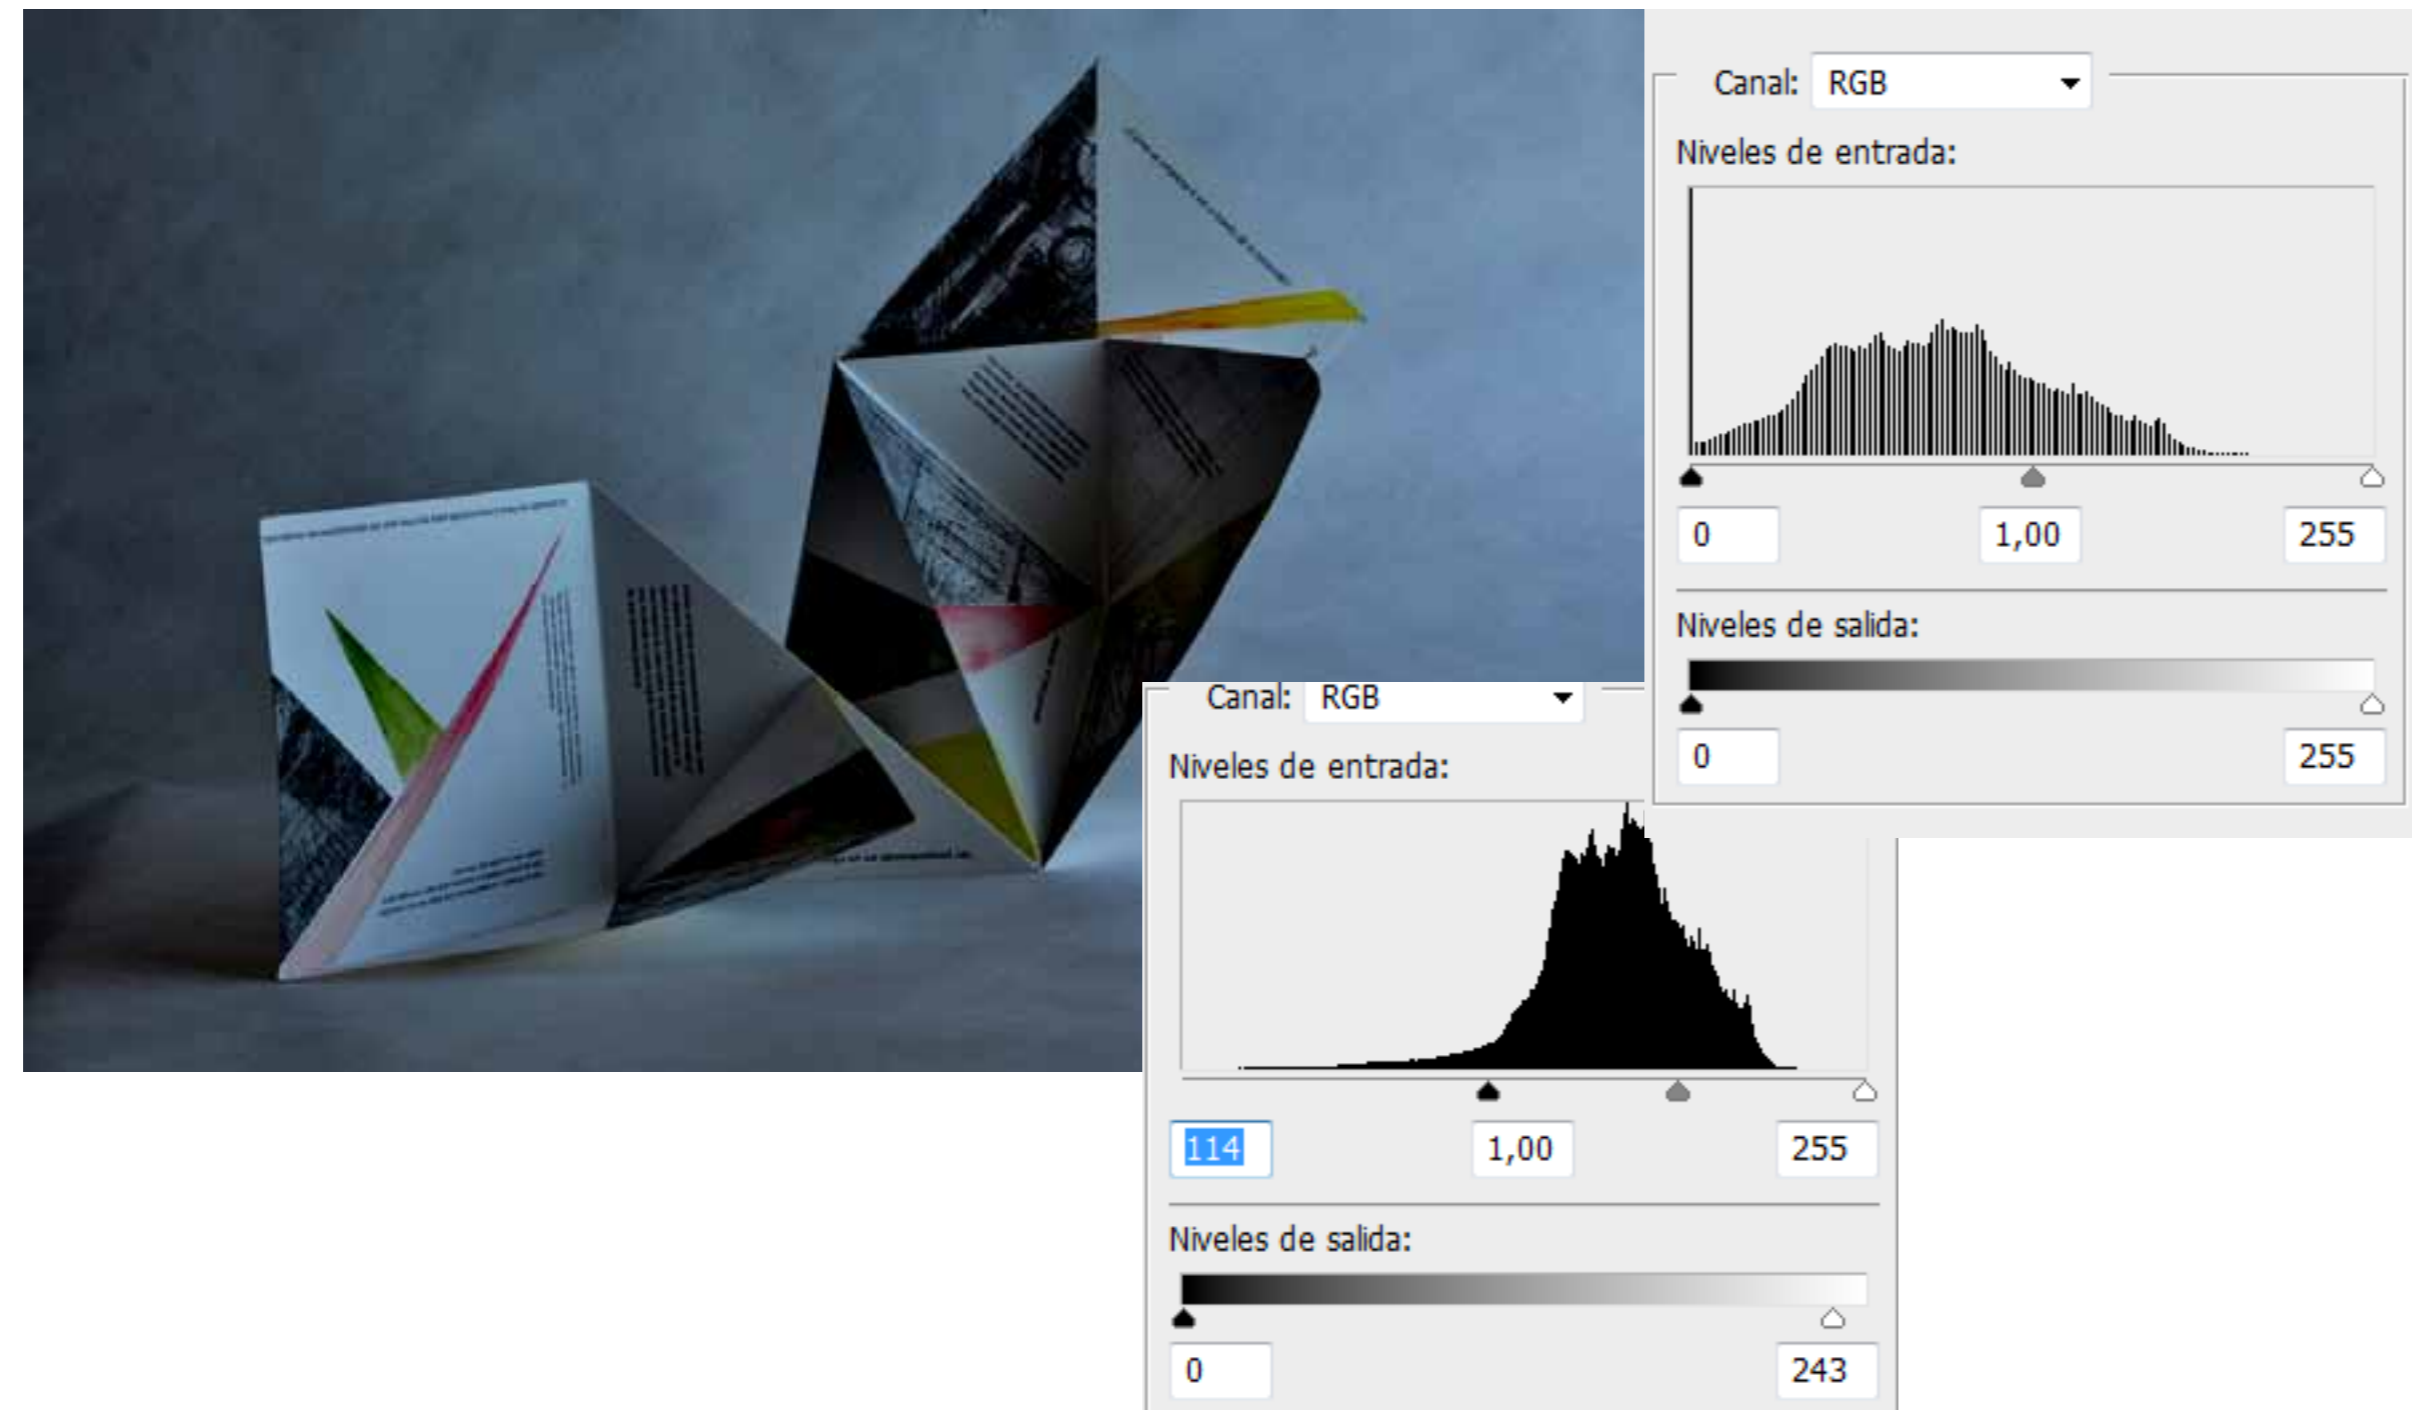 Canal: RGB
Niveles de entrada:
0 1,00 255
Niveles de salida:
0 255
Canal: RGB
Niveles de entrada:
114 1,00 255
Niveles de salida:
0 243